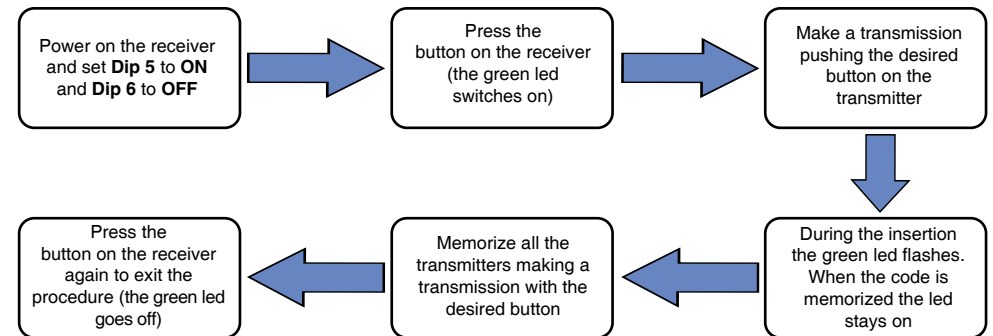 Power on the receiver
and set Dip 5 to ON
and Dip 6 to OFF
Press the
button on the receiver
(the green led
switches on)
Make a transmission
pushing the desired
button on the
transmitter
During the insertion
the green led flashes.
When the code is
memorized the led
stays on
Memorize all the
transmitters making a
transmission with the
desired button
Press the
button on the receiver
again to exit the
procedure (the green led
goes off)